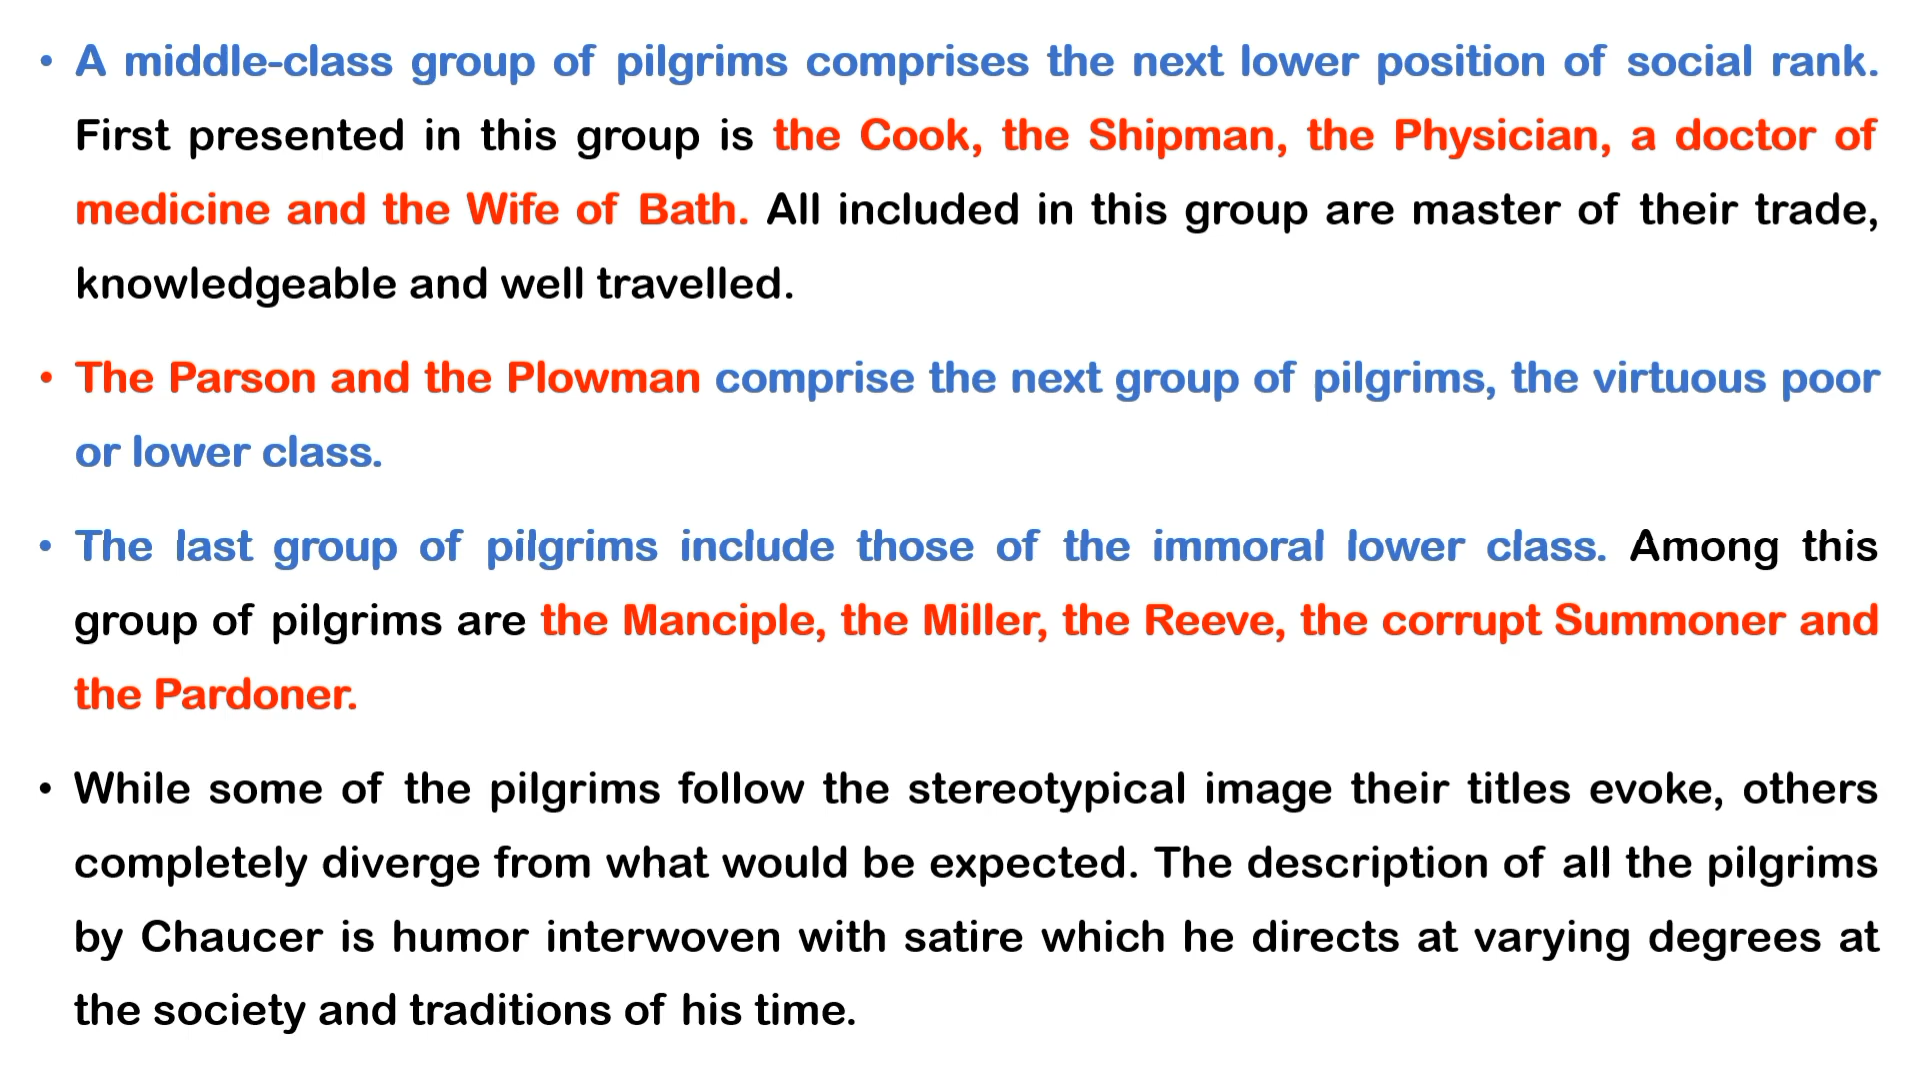 • A middle-class group of pilgrims comprises the next lower position of social rank.
First presented in this group is the Cook, the Shipman, the Physician, a doctor of
medicine and the Wife of Bath. All included in this group are master of their trade,
knowledgeable and well travelled.
• The Parson and the Plowman comprise the next group of pilgrims, the virtuous poor
or lower class.
• The last group of pilgrims include those of the immoral lower class. Among this
group of pilgrims are the Manciple, the Miller, the Reeve, the corrupt Summoner and
the Pardoner.
• While some of the pilgrims follow the stereotypical image their titles evoke, others
completely diverge from what would be expected. The description of all the pilgrims
by Chaucer is humor interwoven with satire which he directs at varying degrees at
the society and traditions of his time.